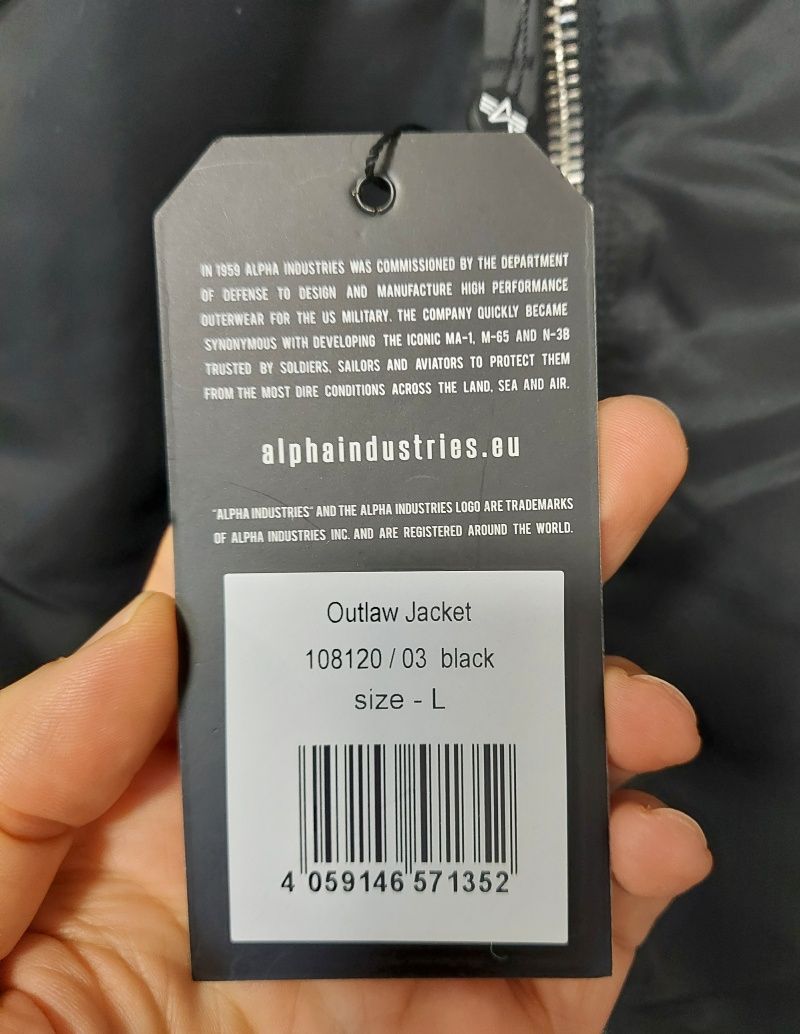 IN 1959 ALPHA INDUSTRIES WAS COMMISSIONED BY THE DEPARTMENT
OF DEFENSE TO DESIGN AND MANUFACTURE HIGH PERFORMANCE
OUTERWEAR FOR THE US MILITARY. THE COMPANY QUICKLY BECAME
SYNONYMOUS WITH DEVELOPING THE ICONIC MA-1, M-65 AND N-3B
TRUSTED BY SOLDIERS, SAILORS AND AVIATORS TO PROTECT THEM
FROM THE MOST DIRE CONDITIONS ACROSS THE LAND, SEA AND AIR.
alphaindustries.eu
"ALPHA INDUSTRIES" AND THE ALPHA INDUSTRIES LOGO ARE TRADEMARKS
OF ALPHA INDUSTRIES INC. AND ARE REGISTERED AROUND THE WORLD.
Outlaw Jacket
108120 / 03 black
size - L
4 059146 571352